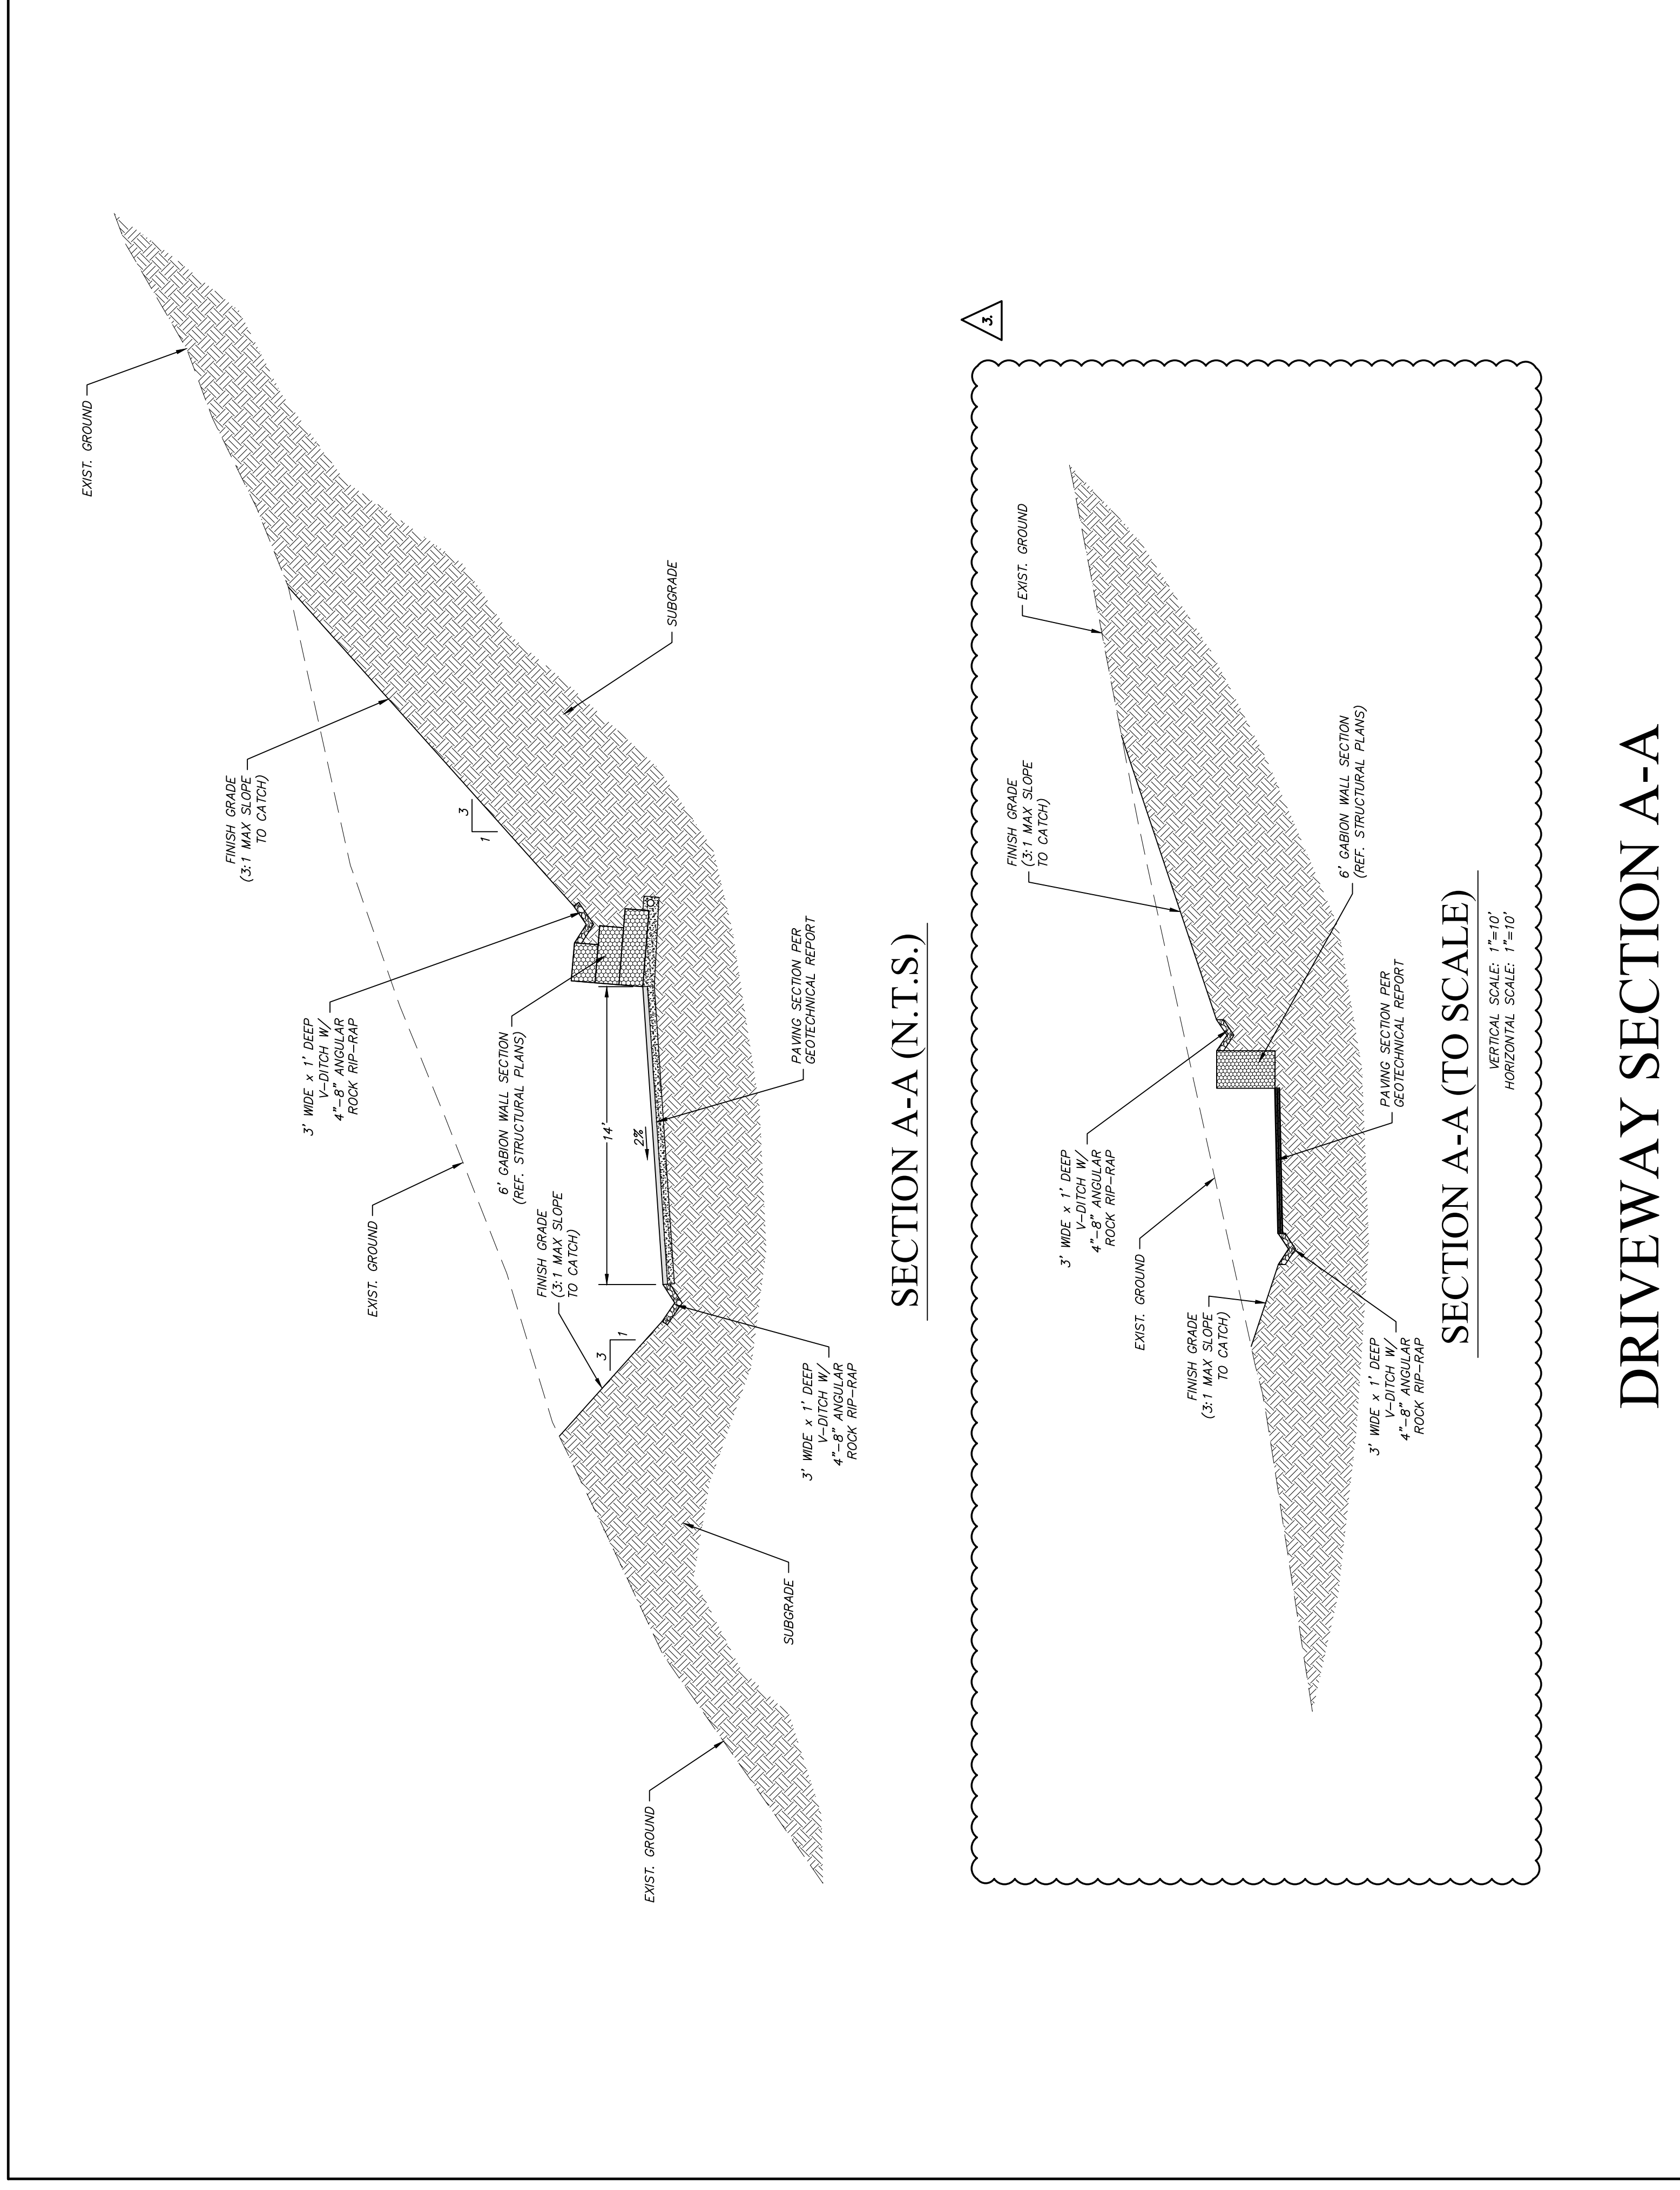 EXIST. GROUND
FINISH GRADE
(3:1 MAX SLOPE
TO CATCH)
3
1
SUBGRADE
3' WIDE x 1' DEEP
V-DITCH W/
4"-8" ANGULAR
ROCK RIP-RAP
EXIST. GROUND
6' GABION WALL SECTION
(REF. STRUCTURAL PLANS)
FINISH GRADE
(3:1 MAX SLOPE
TO CATCH)
14'
2%
3
1
PAVING SECTION PER
GEOTECHNICAL REPORT
3' WIDE x 1' DEEP
V-DITCH W/
4"-8" ANGULAR
ROCK RIP-RAP
SUBGRADE
EXIST. GROUND
SECTION A-A (N.T.S.)
3.
EXIST. GROUND
FINISH GRADE
(3:1 MAX SLOPE
TO CATCH)
6' GABION WALL SECTION
(REF. STRUCTURAL PLANS)
3' WIDE x 1' DEEP
V-DITCH W/
4"-8" ANGULAR
ROCK RIP-RAP
EXIST. GROUND
PAVING SECTION PER
GEOTECHNICAL REPORT
FINISH GRADE
(3:1 MAX SLOPE
TO CATCH)
3' WIDE x 1' DEEP
V-DITCH W/
4"-8" ANGULAR
ROCK RIP-RAP
SECTION A-A (TO SCALE)
VERTICAL SCALE: 1"=10'
HORIZONTAL SCALE: 1"=10'
DRIVEWAY SECTION A-A